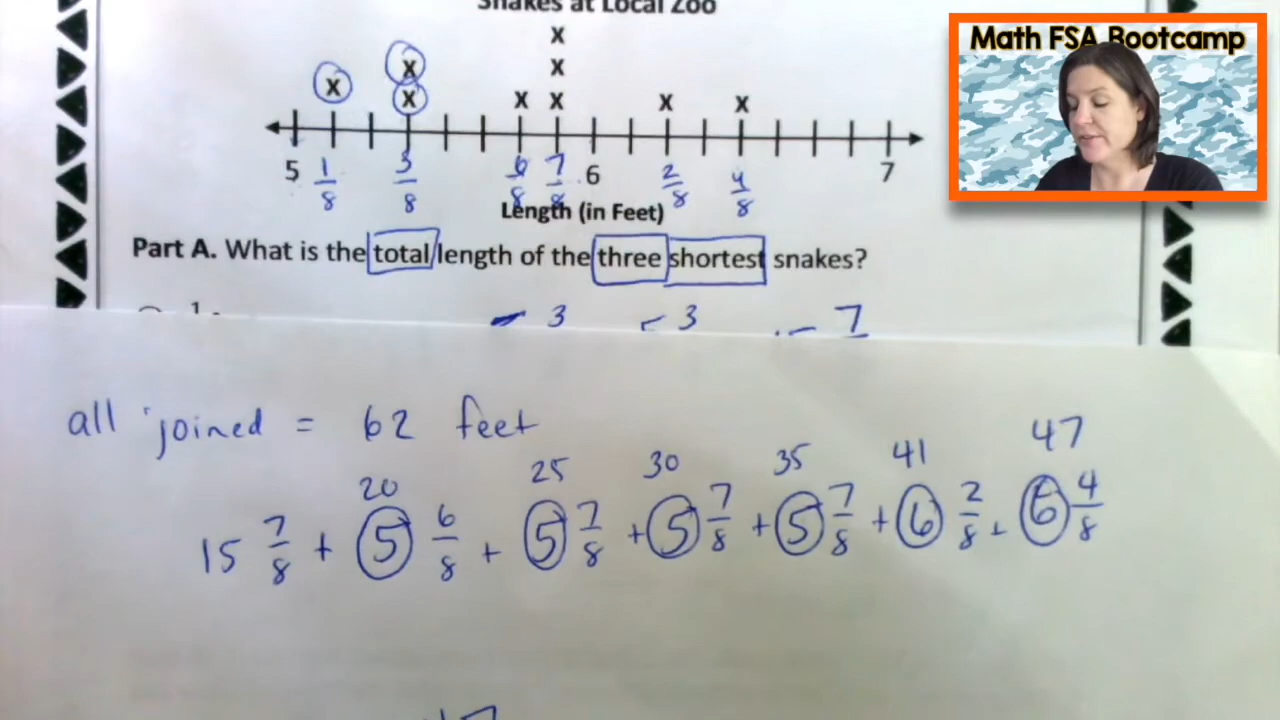 Snakes at Local Zoo
Math FSA Bootcamp
X
X X
X X X X X X
5 1/8 3/8 6/8 7/8 6 2/8 4/8 7
Length (in Feet)
Part A. What is the total length of the three shortest snakes?
3 3 7
all joined = 62 feet
20 25 30 35 41 47
15 7/8 + 5 6/8 + 5 7/8 + 5 7/8 + 5 7/8 + 6 2/8 + 6 4/8